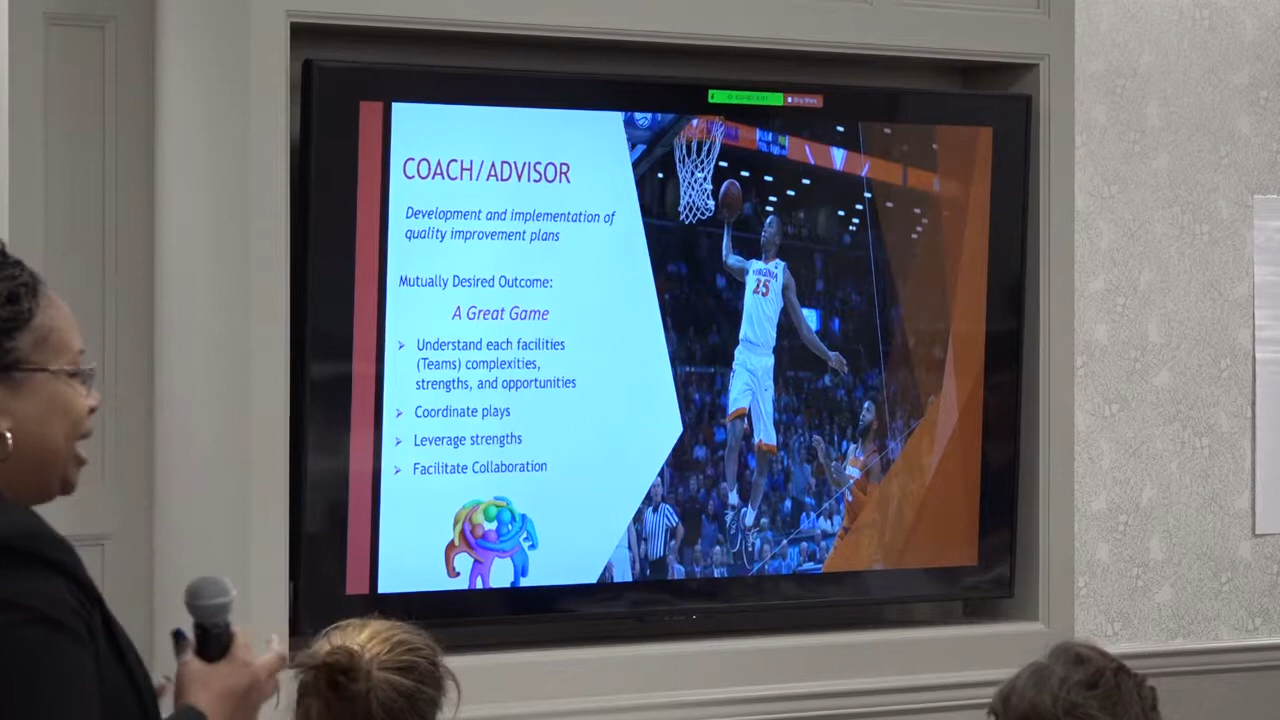 COACH/ADVISOR
Development and implementation of
quality improvement plans
Mutually Desired Outcome:
A Great Game
Understand each facilities
(Teams) complexities,
strengths, and opportunities
Coordinate plays
Leverage strengths
Facilitate Collaboration
VIRGINIA
25